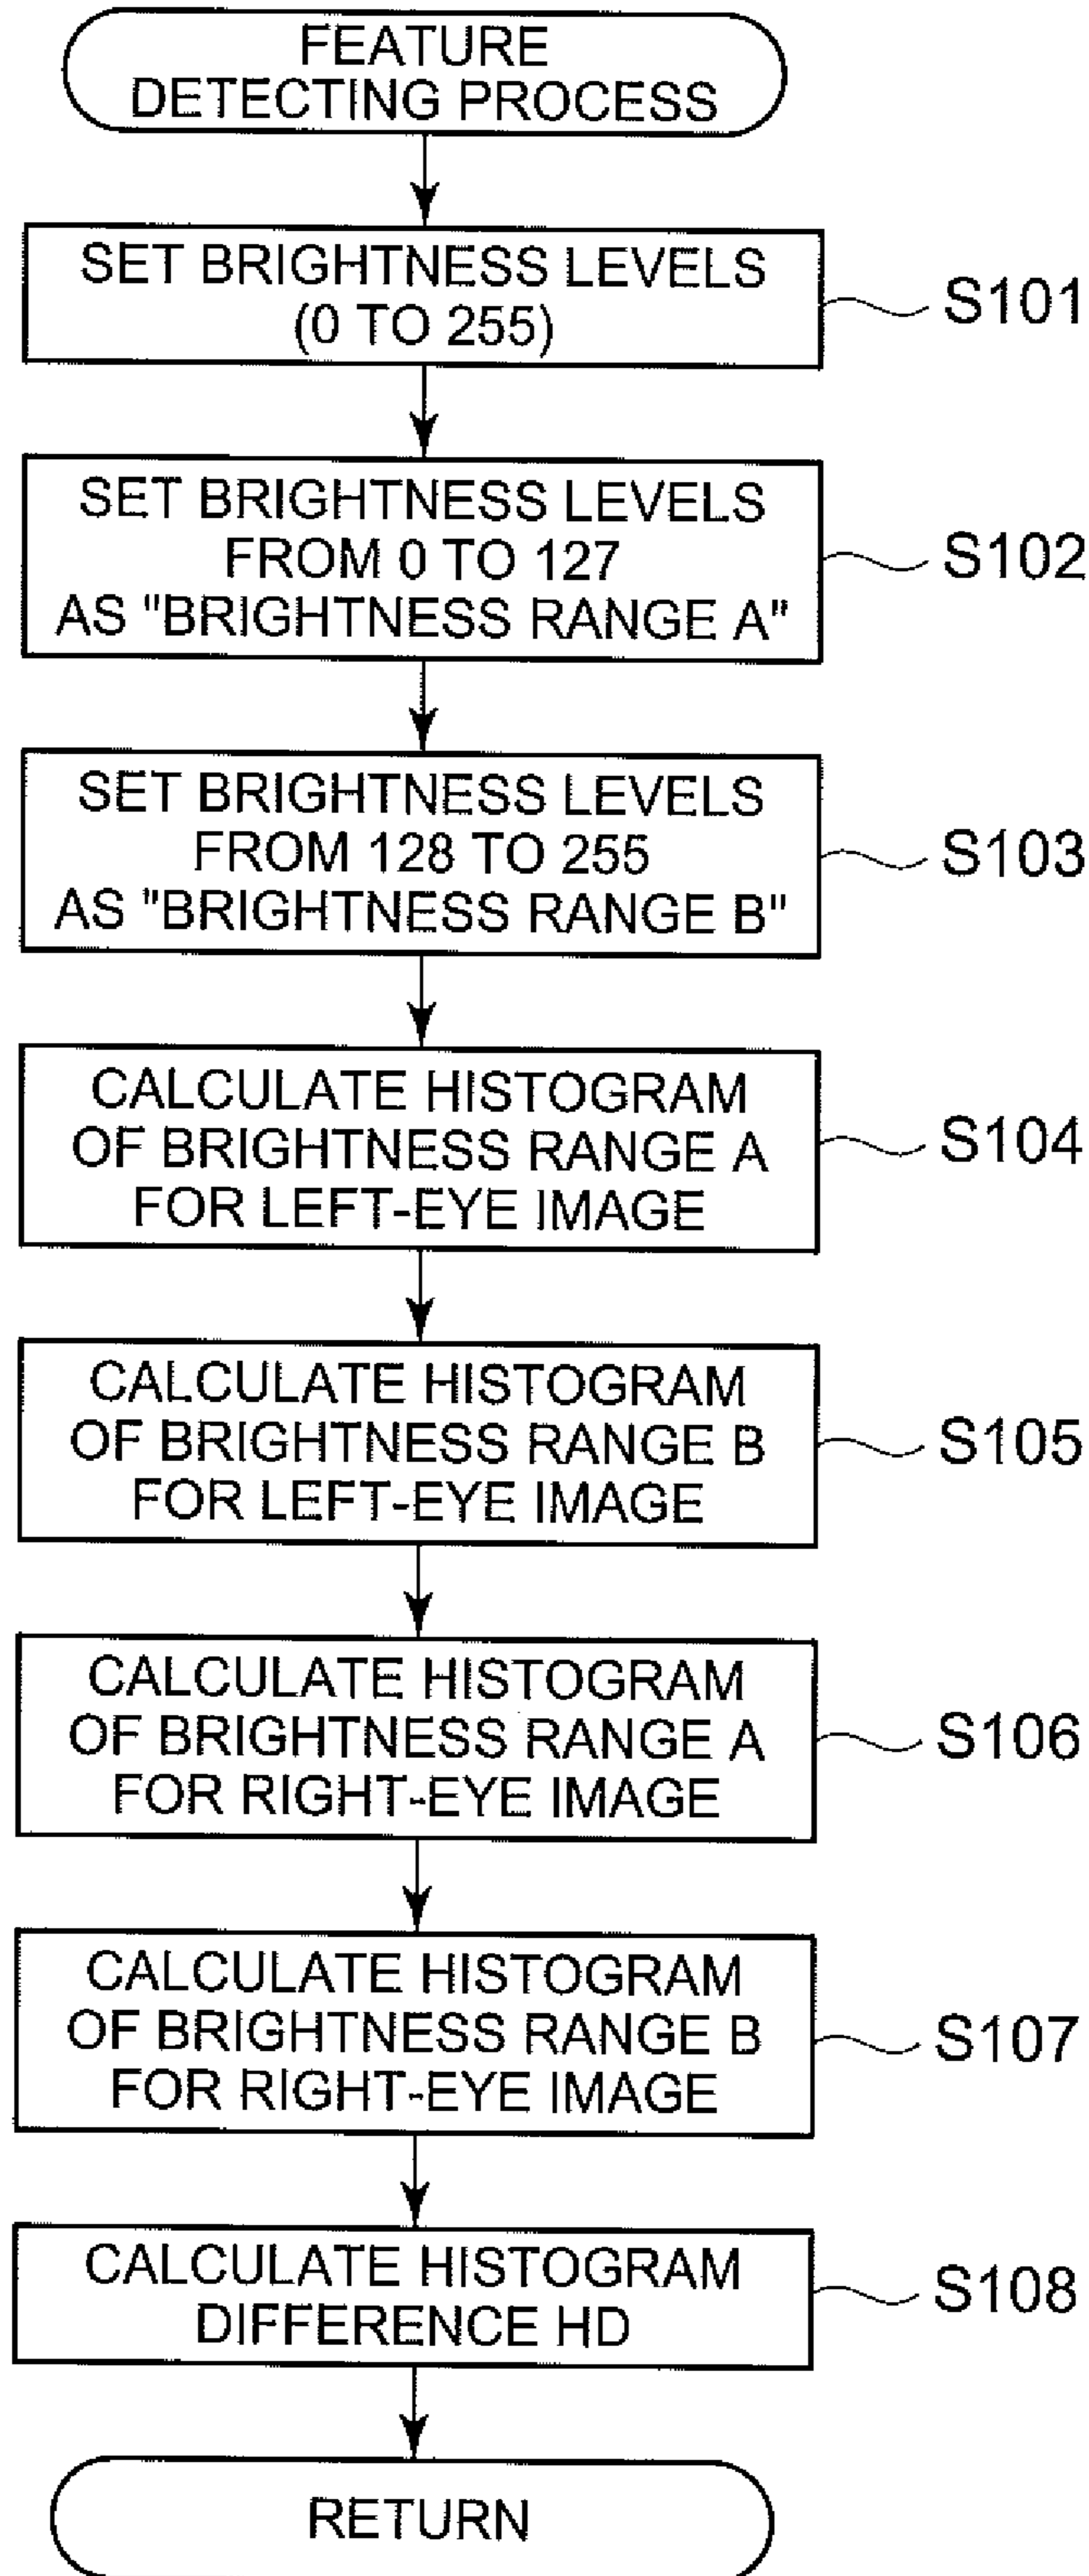 FEATURE
DETECTING PROCESS
SET BRIGHTNESS LEVELS
(0 TO 255)
S101
SET BRIGHTNESS LEVELS
FROM 0 TO 127
AS "BRIGHTNESS RANGE A"
S102
SET BRIGHTNESS LEVELS
FROM 128 TO 255
AS "BRIGHTNESS RANGE B"
S103
CALCULATE HISTOGRAM
OF BRIGHTNESS RANGE A
FOR LEFT-EYE IMAGE
S104
CALCULATE HISTOGRAM
OF BRIGHTNESS RANGE B
FOR LEFT-EYE IMAGE
S105
CALCULATE HISTOGRAM
OF BRIGHTNESS RANGE A
FOR RIGHT-EYE IMAGE
S106
CALCULATE HISTOGRAM
OF BRIGHTNESS RANGE B
FOR RIGHT-EYE IMAGE
S107
CALCULATE HISTOGRAM
DIFFERENCE HD
S108
RETURN